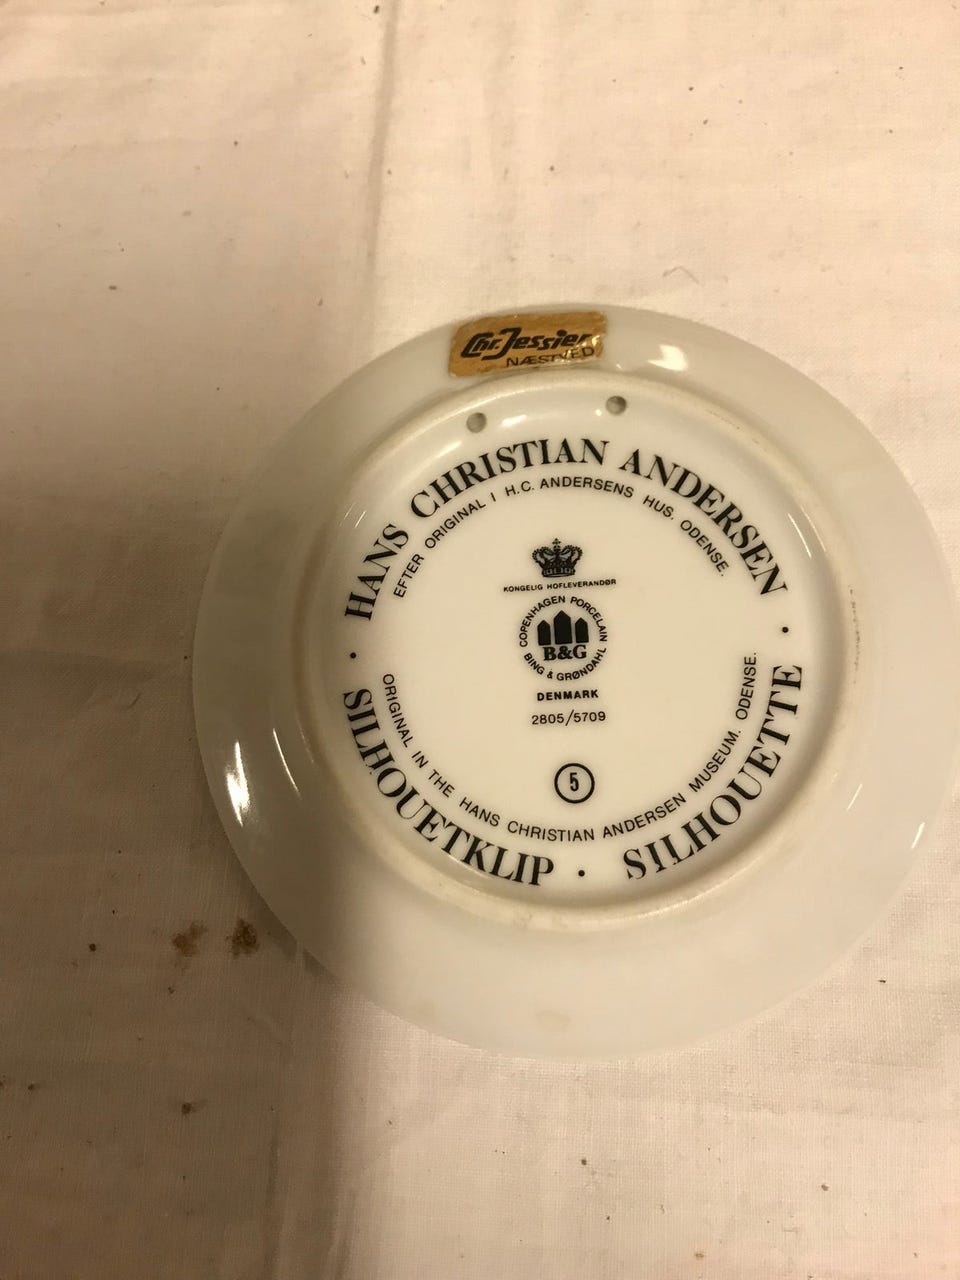 Chr. Jessien
NÆSTVED
HANS CHRISTIAN ANDERSEN
EFTER ORIGINAL I H.C. ANDERSENS HUS. ODENSE.
KONGELIG HOFLEVERANDØR
COPENHAGEN PORCELAIN
B&G
BING & GRØNDAHL
DENMARK
2805/5709
5
ORIGINAL IN THE HANS CHRISTIAN ANDERSEN MUSEUM. ODENSE.
· SILHOUETKLIP · SILHOUETTE ·